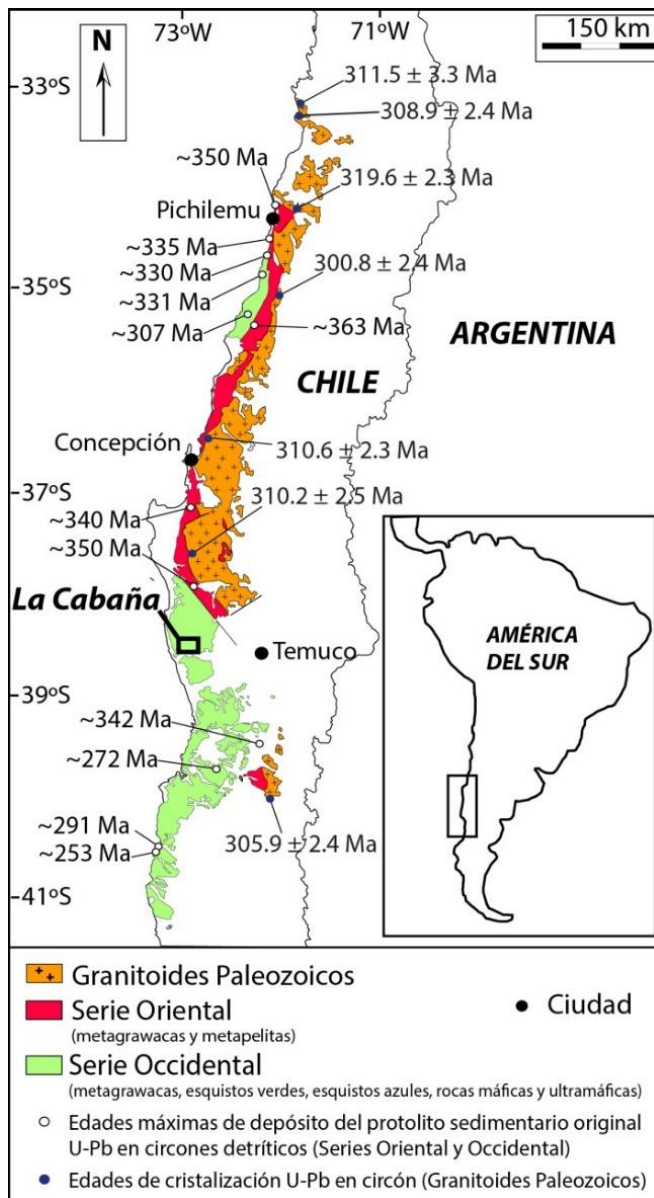 73ºW
71ºW
150 km
N
33ºS
311.5 ± 3.3 Ma
308.9 ± 2.4 Ma
~350 Ma
319.6 ± 2.3 Ma
Pichilemu
~335 Ma
~330 Ma
300.8 ± 2.4 Ma
35ºS
~331 Ma
~307 Ma
~363 Ma
ARGENTINA
CHILE
Concepción
310.6 ± 2.3 Ma
37ºS
310.2 ± 2.5 Ma
~340 Ma
~350 Ma
La Cabaña
Temuco
AMÉRICA
DEL SUR
39ºS
~342 Ma
~272 Ma
~291 Ma
~253 Ma
305.9 ± 2.4 Ma
41ºS
Granitoides Paleozoicos
Serie Oriental
(metagrawacas y metapelitas)
Ciudad
Serie Occidental
(metagrawacas, esquistos verdes, esquistos azules, rocas máficas y ultramáficas)
Edades máximas de depósito del protolito sedimentario original
U-Pb en circones detríticos (Series Oriental y Occidental)
Edades de cristalización U-Pb en circón (Granitoides Paleozoicos)